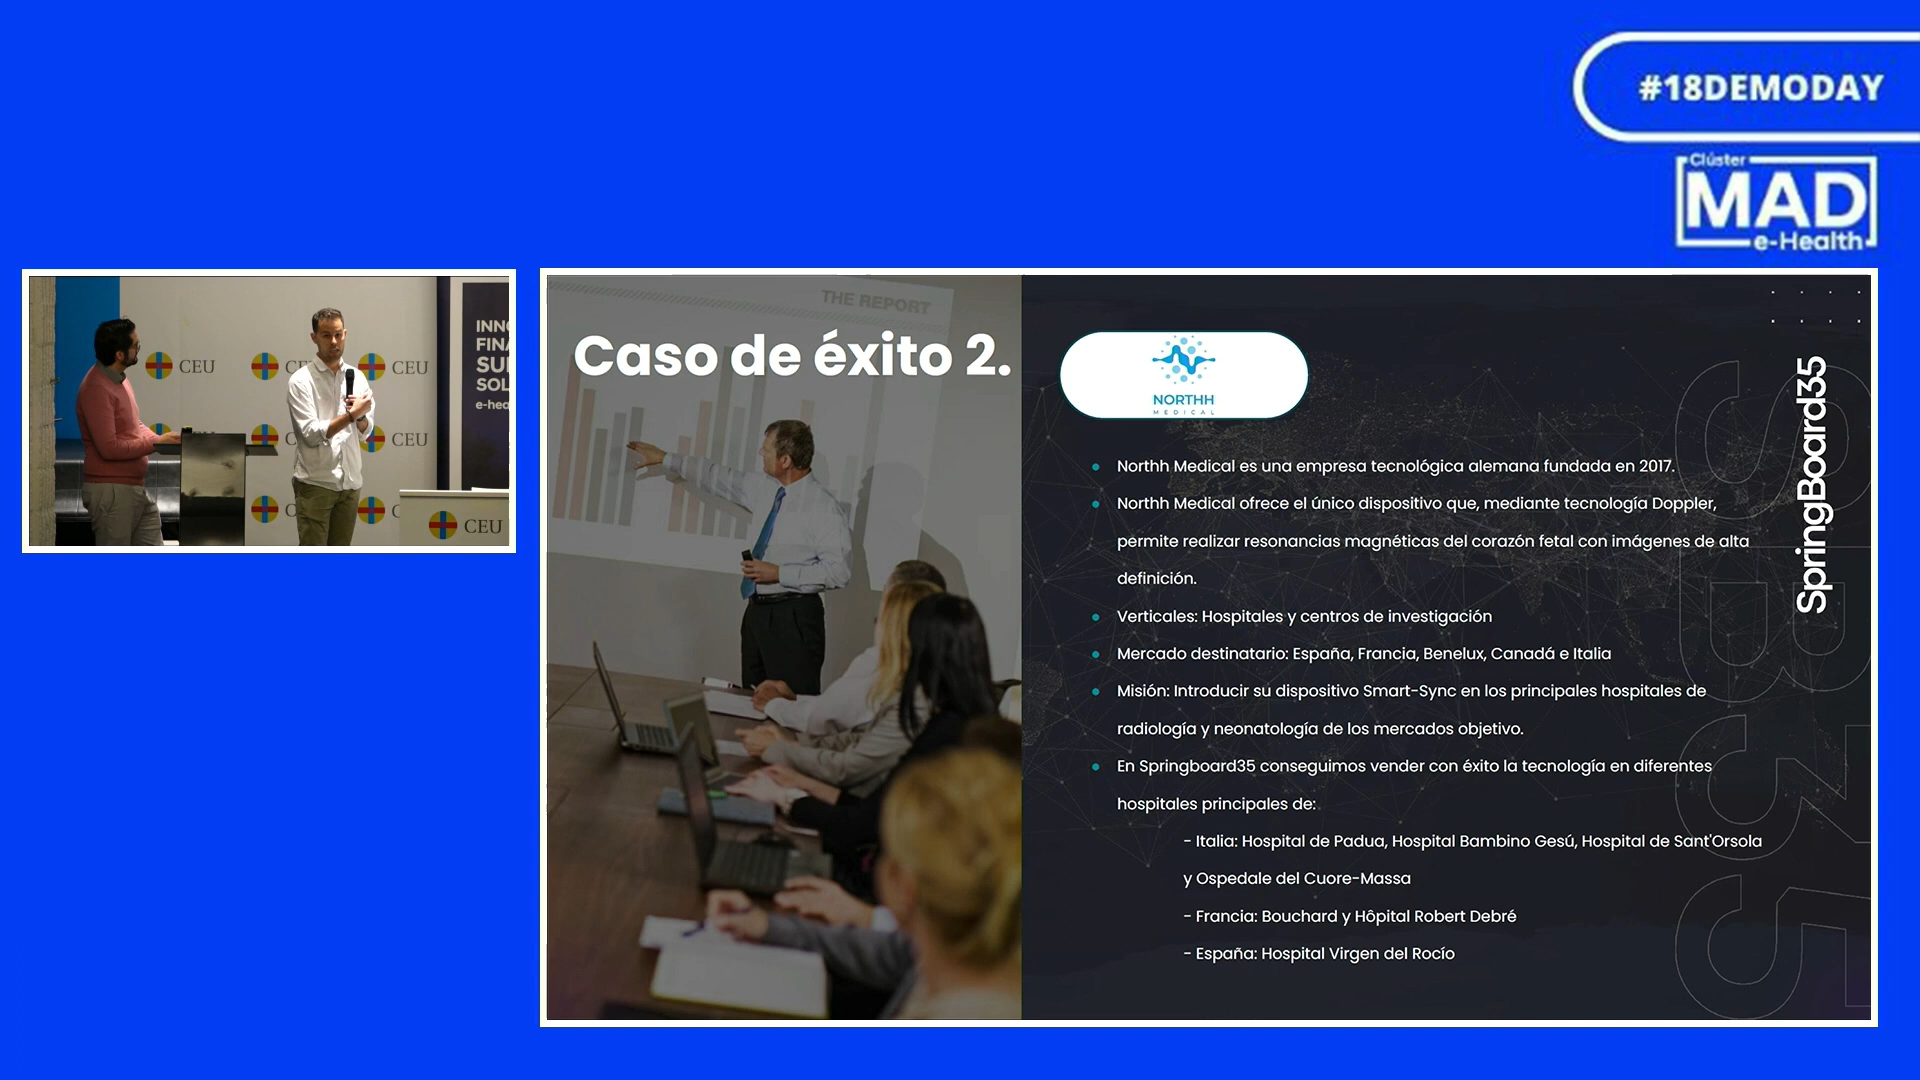 #18DEMODAY
Clúster
MAD
e-Health
CEU
CEU
CEU
CEU
CEU
INNO
FINA
SOL
e-hea
THE REPORT
Caso de éxito 2.
NORTHH
MEDICAL
SpringBoard35
Northh Medical es una empresa tecnológica alemana fundada en 2017.
Northh Medical ofrece el único dispositivo que, mediante tecnología Doppler,
permite realizar resonancias magnéticas del corazón fetal con imágenes de alta
definición.
Verticales: Hospitales y centros de investigación
Mercado destinatario: España, Francia, Benelux, Canadá e Italia
Misión: Introducir su dispositivo Smart-Sync en los principales hospitales de
radiología y neonatología de los mercados objetivo.
En Springboard35 conseguimos vender con éxito la tecnología en diferentes
hospitales principales de:
- Italia: Hospital de Padua, Hospital Bambino Gesú, Hospital de Sant'Orsola
y Ospedale del Cuore-Massa
- Francia: Bouchard y Hôpital Robert Debré
- España: Hospital Virgen del Rocío